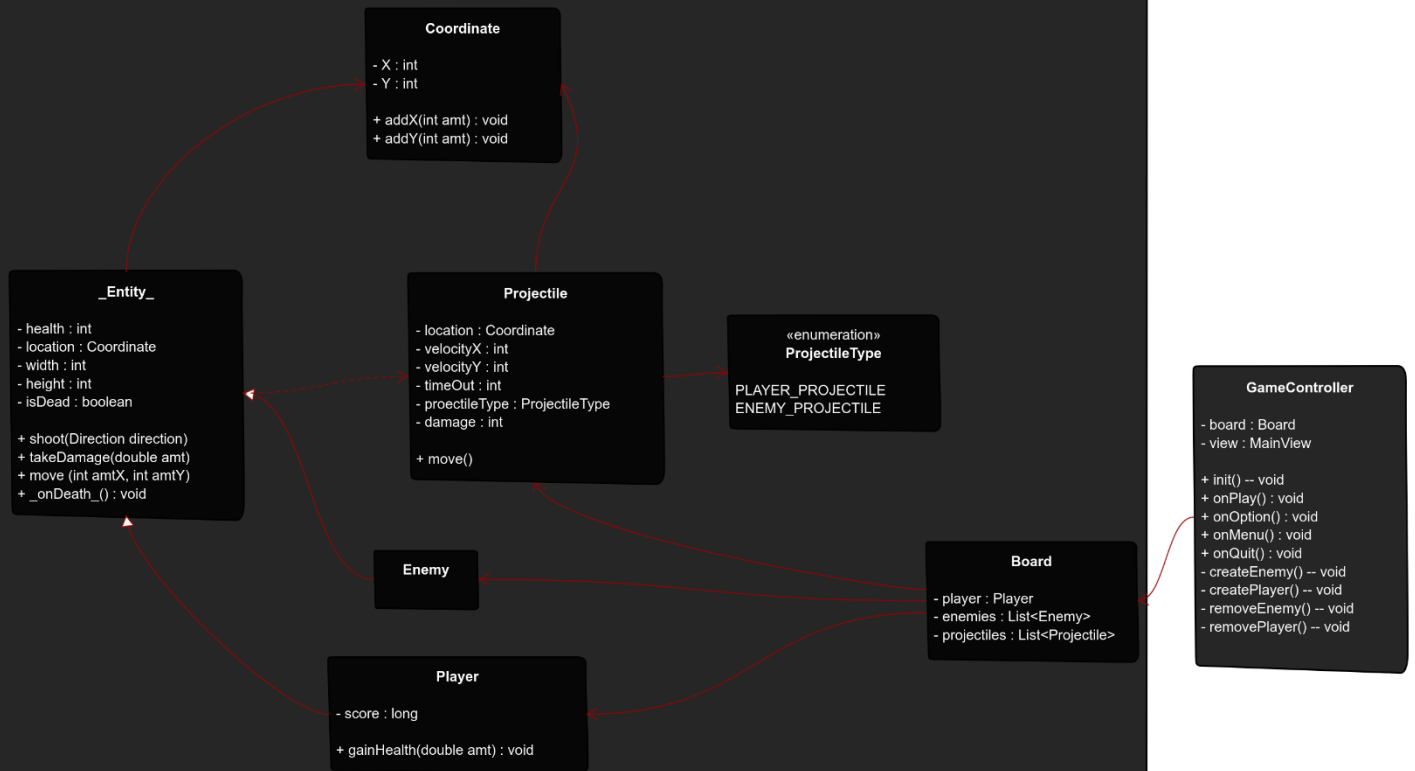 Coordinate
- X : int
- Y : int
+ addX(int amt) : void
+ addY(int amt) : void
_Entity_
- health : int
- location : Coordinate
- width : int
- height : int
- isDead : boolean
+ shoot(Direction direction)
+ takeDamage(double amt)
+ move (int amtX, int amtY)
+ _onDeath_() : void
Projectile
- location : Coordinate
- velocityX : int
- velocityY : int
- timeOut : int
- proectileType : ProjectileType
- damage : int
+ move()
«enumeration»
ProjectileType
PLAYER_PROJECTILE
ENEMY_PROJECTILE
GameController
- board : Board
- view : MainView
+ init() -- void
+ onPlay() : void
+ onOption() : void
+ onMenu() : void
+ onQuit() : void
- createEnemy() -- void
- createPlayer() -- void
- removeEnemy() -- void
- removePlayer() -- void
Enemy
Board
- player : Player
- enemies : List<Enemy>
- projectiles : List<Projectile>
Player
- score : long
+ gainHealth(double amt) : void